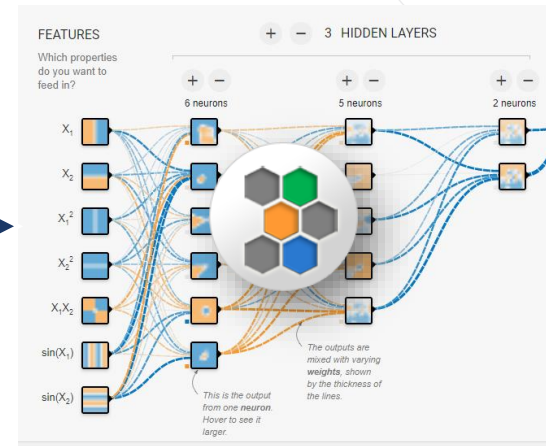 FEATURES
Which properties
do you want to
feed in?
+ − 3 HIDDEN LAYERS
+ −
6 neurons
+ −
5 neurons
+ −
2 neurons
X₁
X₂
X₁²
X₂²
X₁X₂
sin(X₁)
sin(X₂)
This is the output
from one neuron.
Hover to see it
larger.
The outputs are
mixed with varying
weights, shown
by the thickness of
the lines.